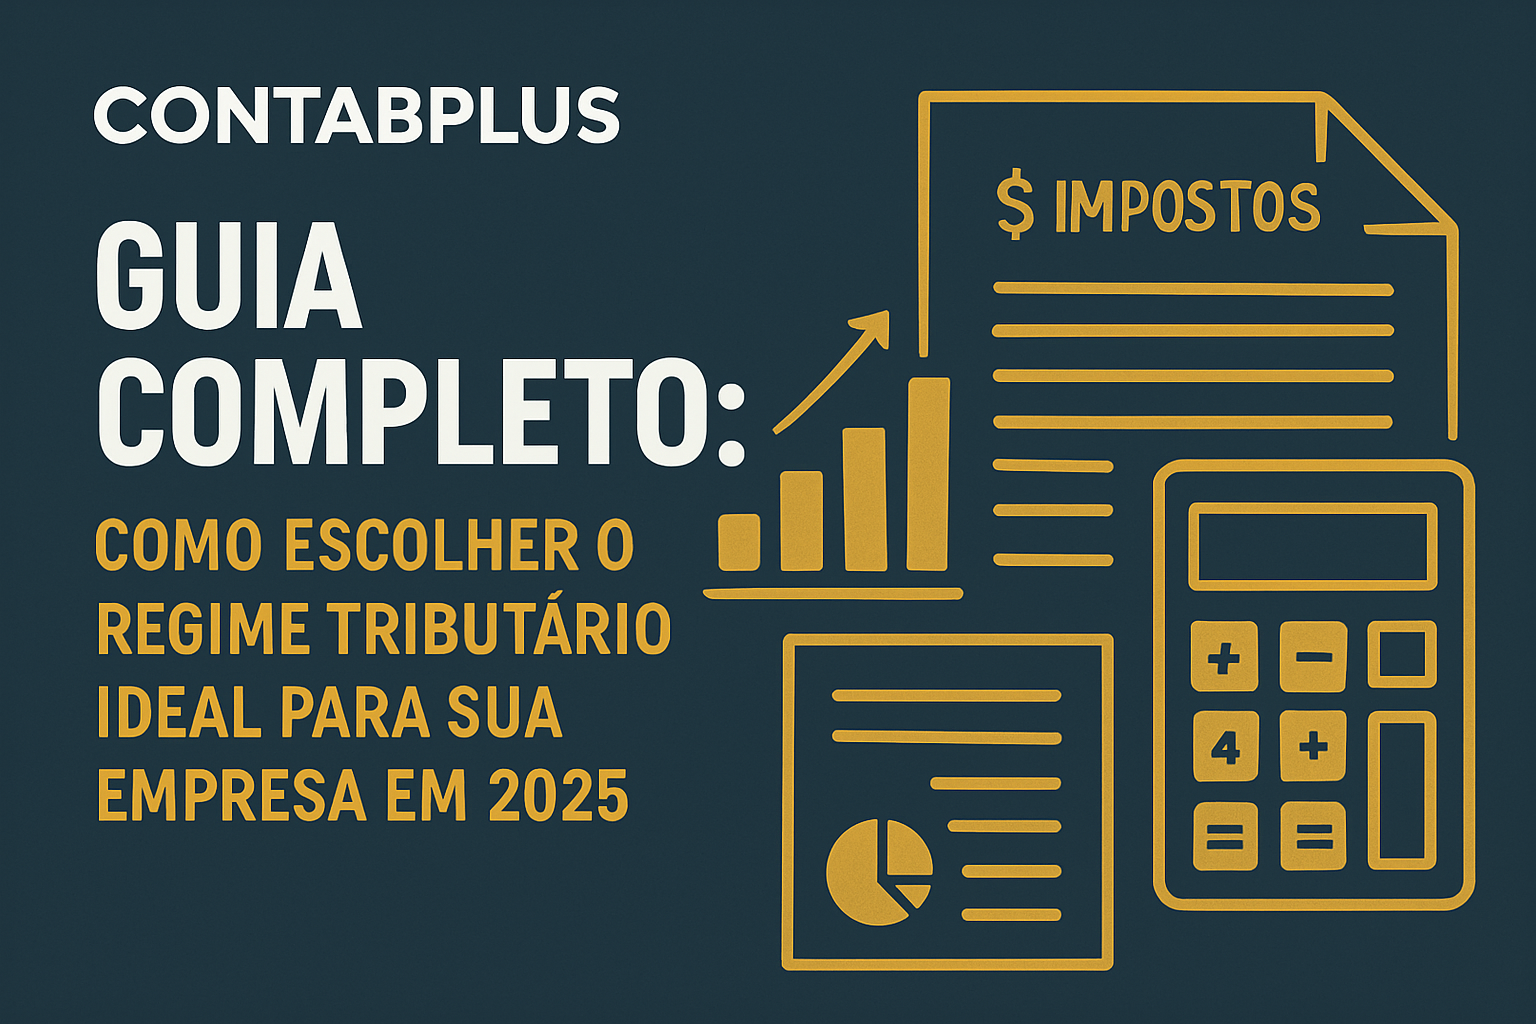 CONTABPLUS
GUIA
COMPLETO:
COMO ESCOLHER O
REGIME TRIBUTÁRIO
IDEAL PARA SUA
EMPRESA EM 2025
$ IMPOSTOS
+ −
4 +
= =